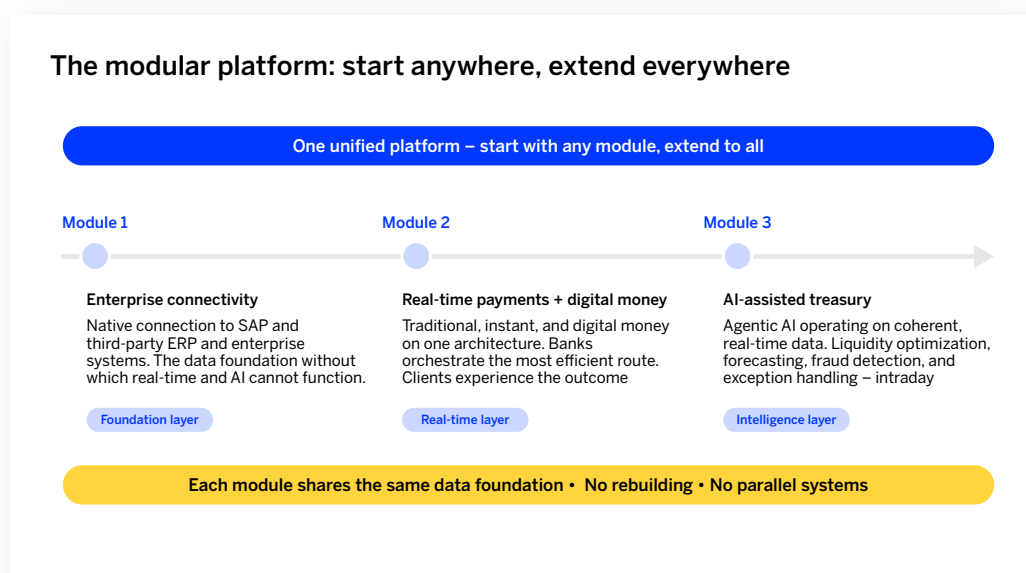 The modular platform: start anywhere, extend everywhere
One unified platform – start with any module, extend to all
Module 1
Enterprise connectivity
Native connection to SAP and
third-party ERP and enterprise
systems. The data foundation without
which real-time and AI cannot function.
Foundation layer
Module 2
Real-time payments + digital money
Traditional, instant, and digital money
on one architecture. Banks
orchestrate the most efficient route.
Clients experience the outcome
Real-time layer
Module 3
AI-assisted treasury
Agentic AI operating on coherent,
real-time data. Liquidity optimization,
forecasting, fraud detection, and
exception handling – intraday
Intelligence layer
Each module shares the same data foundation • No rebuilding • No parallel systems